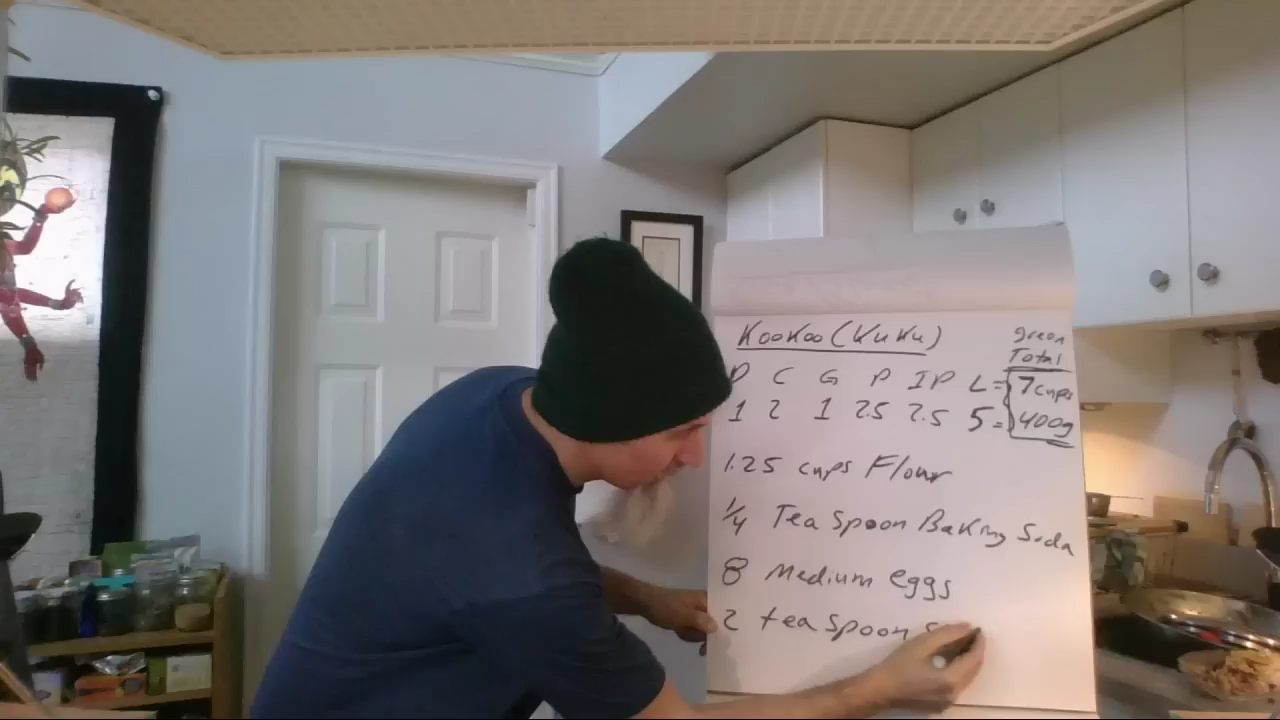 KooKoo (KuKu)
green
Total
P C G P IP L = 7 cups
1 2 1 2.5 2.5 5 = 400g
1.25 cups Flour
1/4 Tea Spoon Baking Soda
8 Medium eggs
2 tea spoon